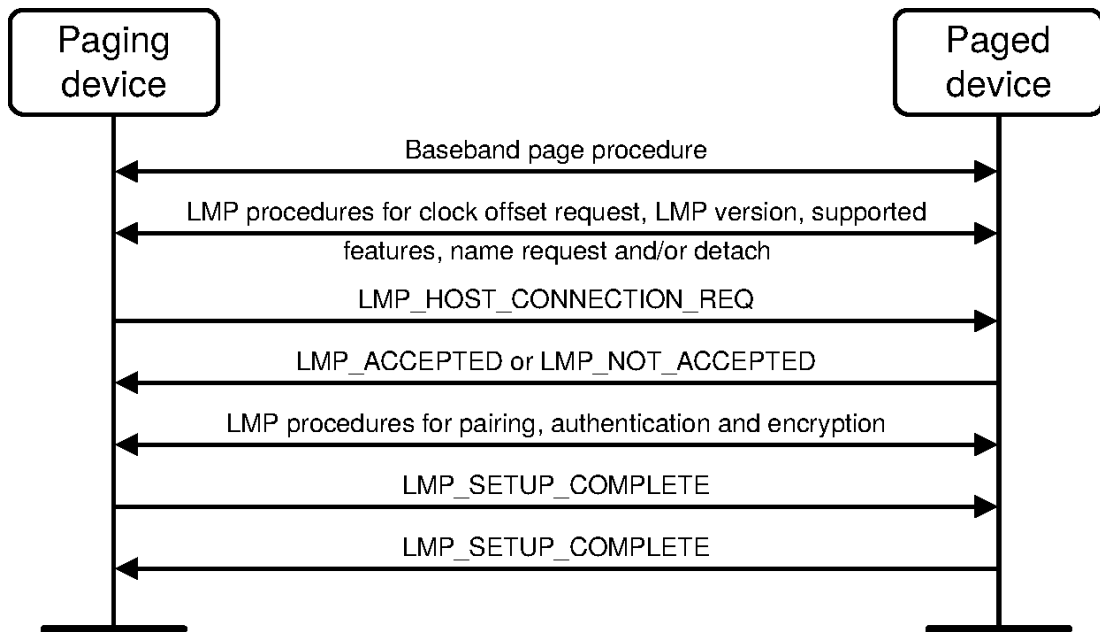 Paging
device
Paged
device
Baseband page procedure
LMP procedures for clock offset request, LMP version, supported
features, name request and/or detach
LMP_HOST_CONNECTION_REQ
LMP_ACCEPTED or LMP_NOT_ACCEPTED
LMP procedures for pairing, authentication and encryption
LMP_SETUP_COMPLETE
LMP_SETUP_COMPLETE